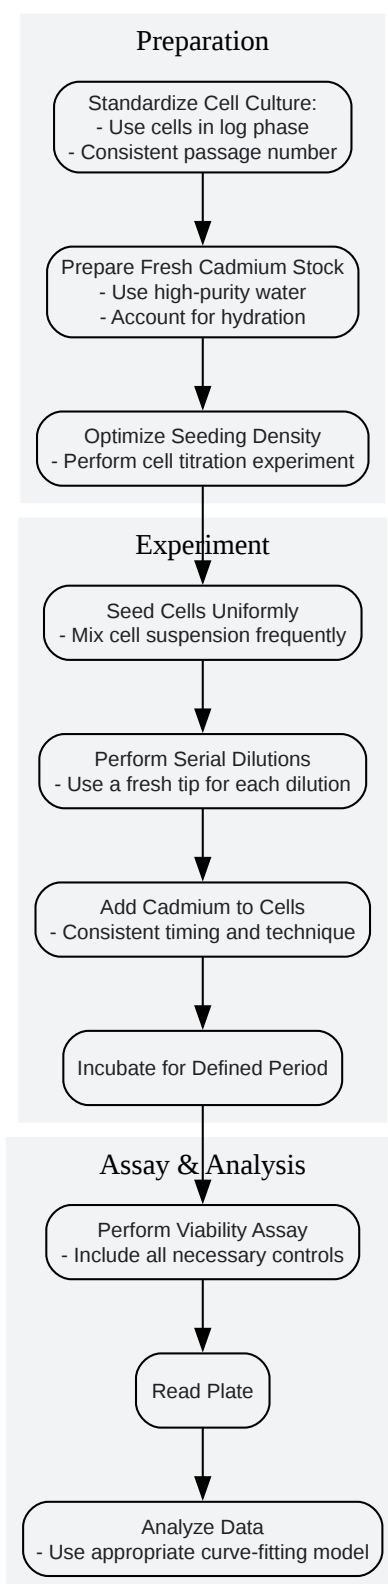 Preparation
Standardize Cell Culture:
- Use cells in log phase
- Consistent passage number
Prepare Fresh Cadmium Stock
- Use high-purity water
- Account for hydration
Optimize Seeding Density
- Perform cell titration experiment
Experiment
Seed Cells Uniformly
- Mix cell suspension frequently
Perform Serial Dilutions
- Use a fresh tip for each dilution
Add Cadmium to Cells
- Consistent timing and technique
Incubate for Defined Period
Assay & Analysis
Perform Viability Assay
- Include all necessary controls
Read Plate
Analyze Data
- Use appropriate curve-fitting model